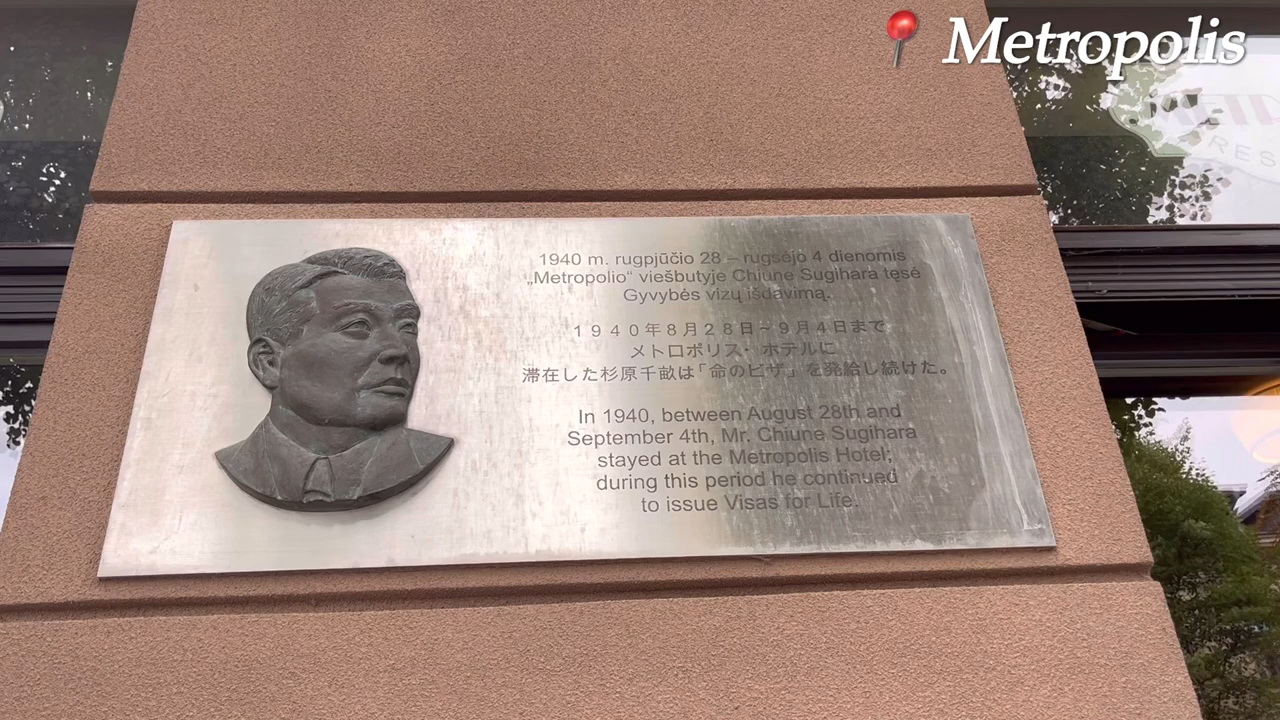 Metropolis
RES
1940 m. rugpjūčio 28 – rugsėjo 4 dienomis
„Metropolio“ viešbutyje Chiune Sugihara tęsė
Gyvybės vizų išdavimą.
1940年8月28日~9月4日まで
メトロポリス・ホテルに
滞在した杉原千畝は「命のビザ」を発給し続けた。
In 1940, between August 28th and
September 4th, Mr. Chiune Sugihara
stayed at the Metropolis Hotel;
during this period he continued
to issue Visas for Life.